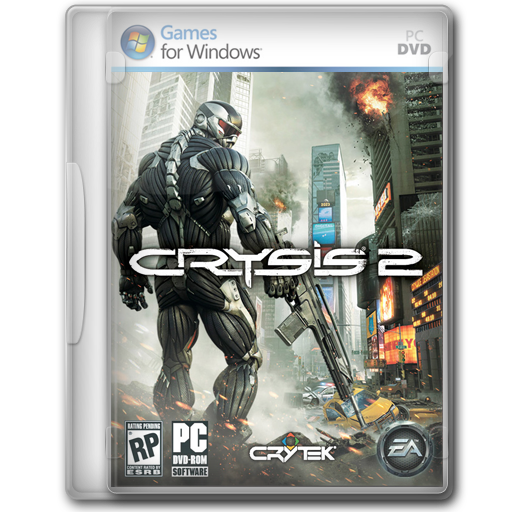 Games
for Windows
PC
DVD
CRYSIS 2
RATING PENDING
RP
CONTENT RATED BY
ESRB
PC
DVD-ROM
SOFTWARE
CRYTEK
EA